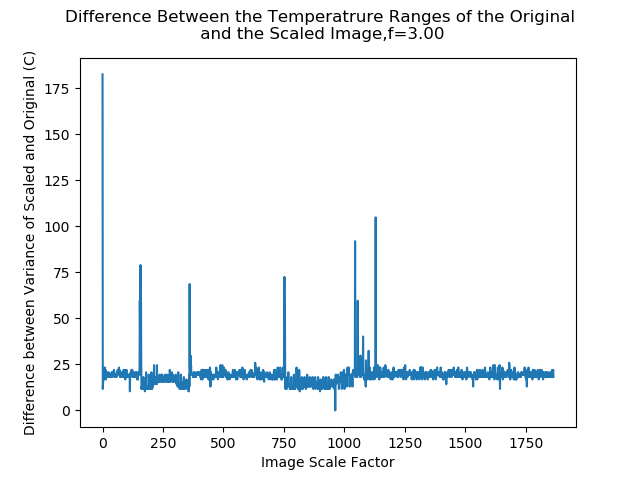 Difference Between the Temperatrure Ranges of the Original
and the Scaled Image,f=3.00
Difference between Variance of Scaled and Original (C)
175
150
125
100
75
50
25
0
0 250 500 750 1000 1250 1500 1750
Image Scale Factor